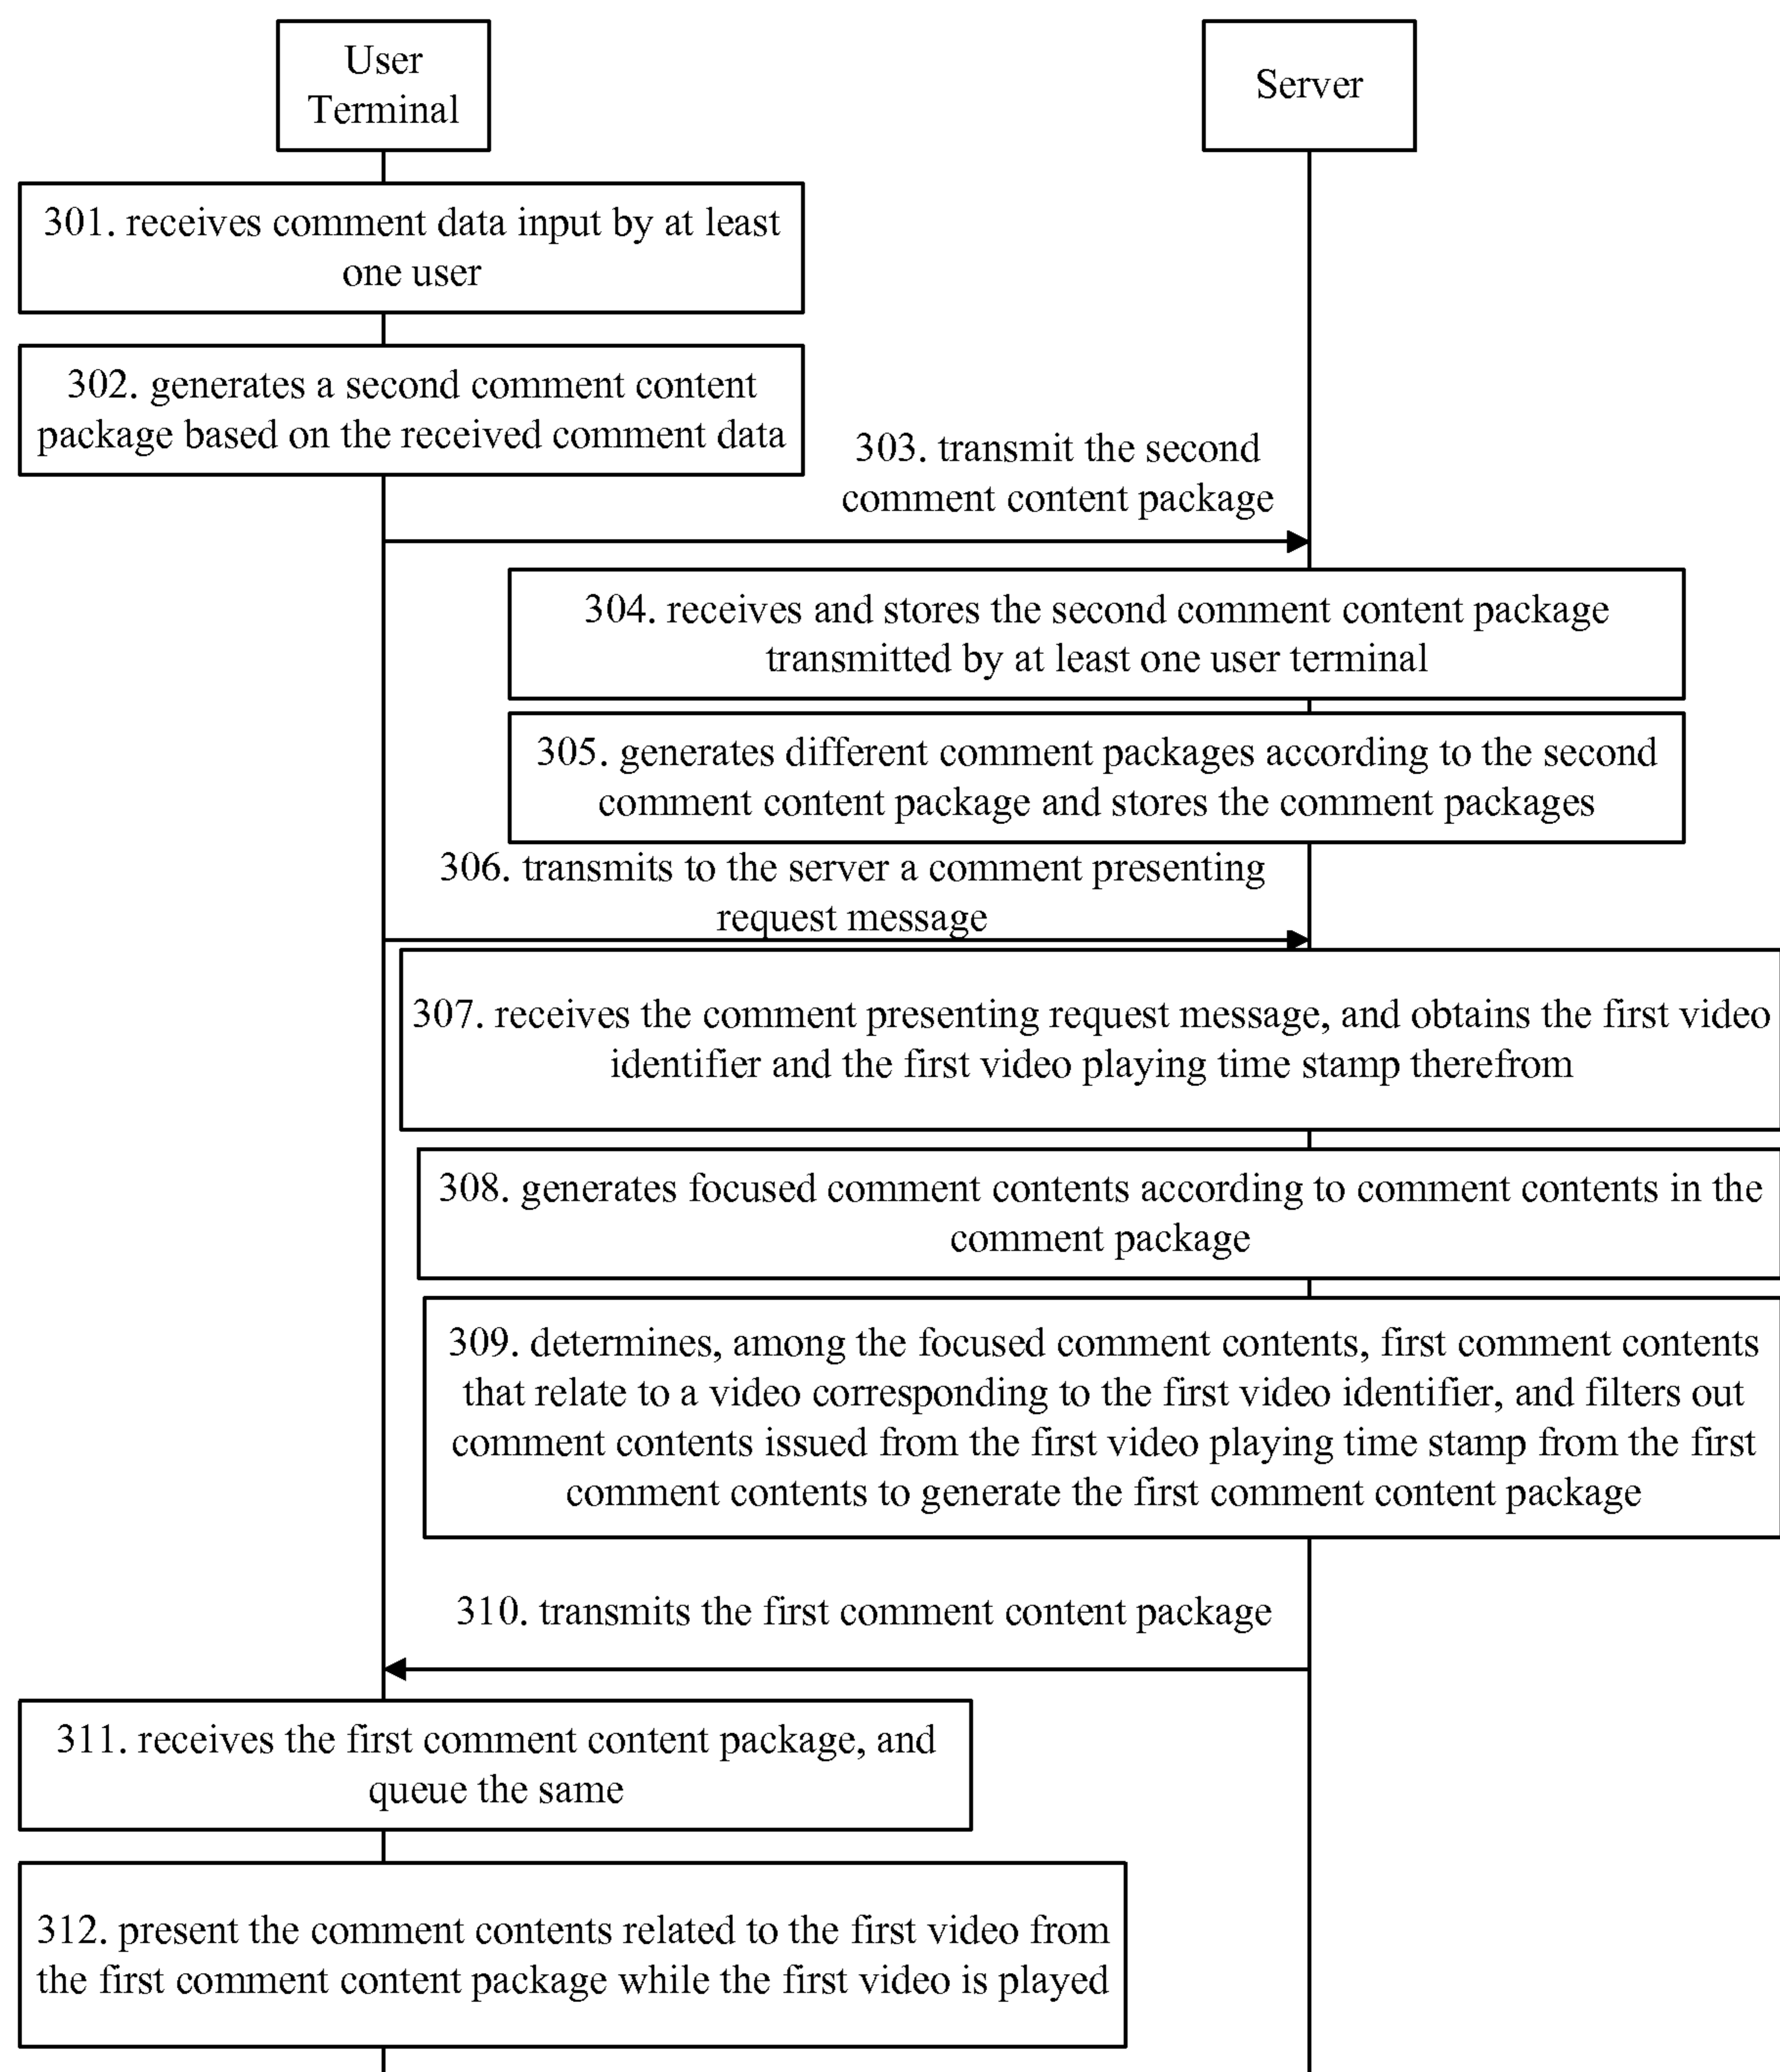 User
Terminal
Server
301. receives comment data input by at least
one user
302. generates a second comment content
package based on the received comment data
303. transmit the second
comment content package
304. receives and stores the second comment content package
transmitted by at least one user terminal
305. generates different comment packages according to the second
comment content package and stores the comment packages
306. transmits to the server a comment presenting
request message
307. receives the comment presenting request message, and obtains the first video
identifier and the first video playing time stamp therefrom
308. generates focused comment contents according to comment contents in the
comment package
309. determines, among the focused comment contents, first comment contents
that relate to a video corresponding to the first video identifier, and filters out
comment contents issued from the first video playing time stamp from the first
comment contents to generate the first comment content package
310. transmits the first comment content package
311. receives the first comment content package, and
queue the same
312. present the comment contents related to the first video from
the first comment content package while the first video is played